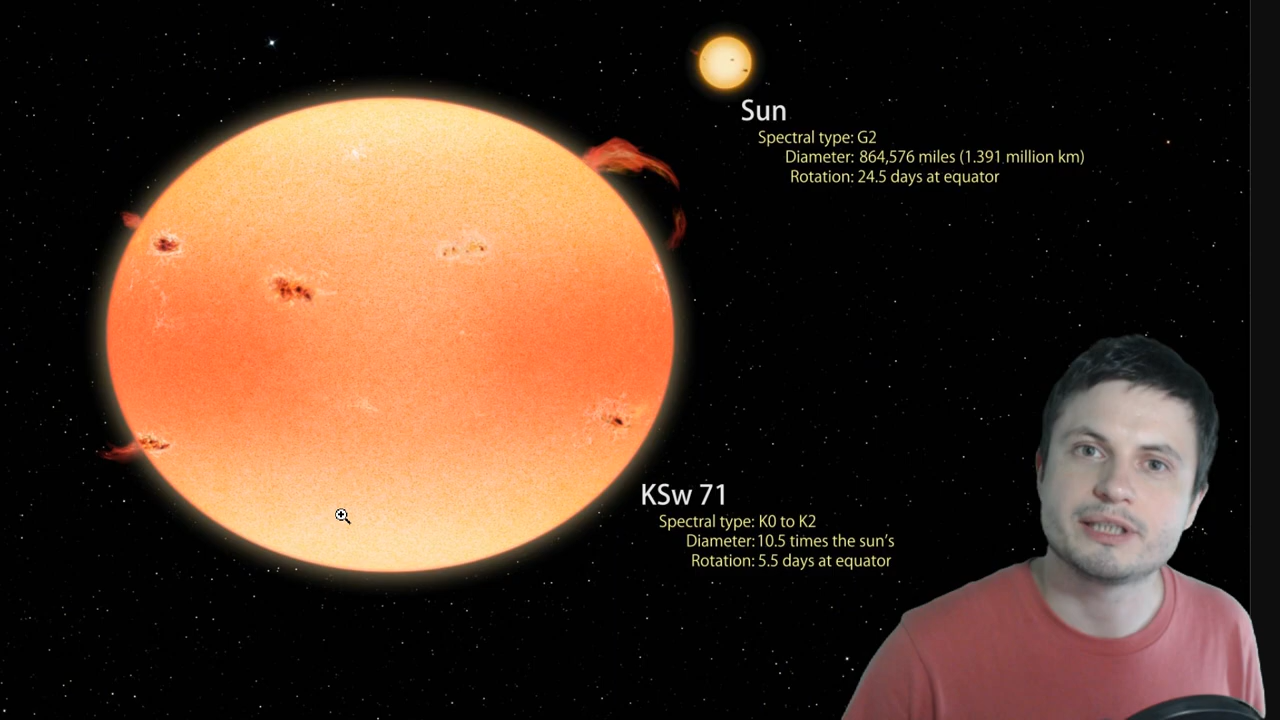 Sun
Spectral type: G2
Diameter: 864,576 miles (1.391 million km)
Rotation: 24.5 days at equator
KSw 71
Spectral type: K0 to K2
Diameter: 10.5 times the sun's
Rotation: 5.5 days at equator